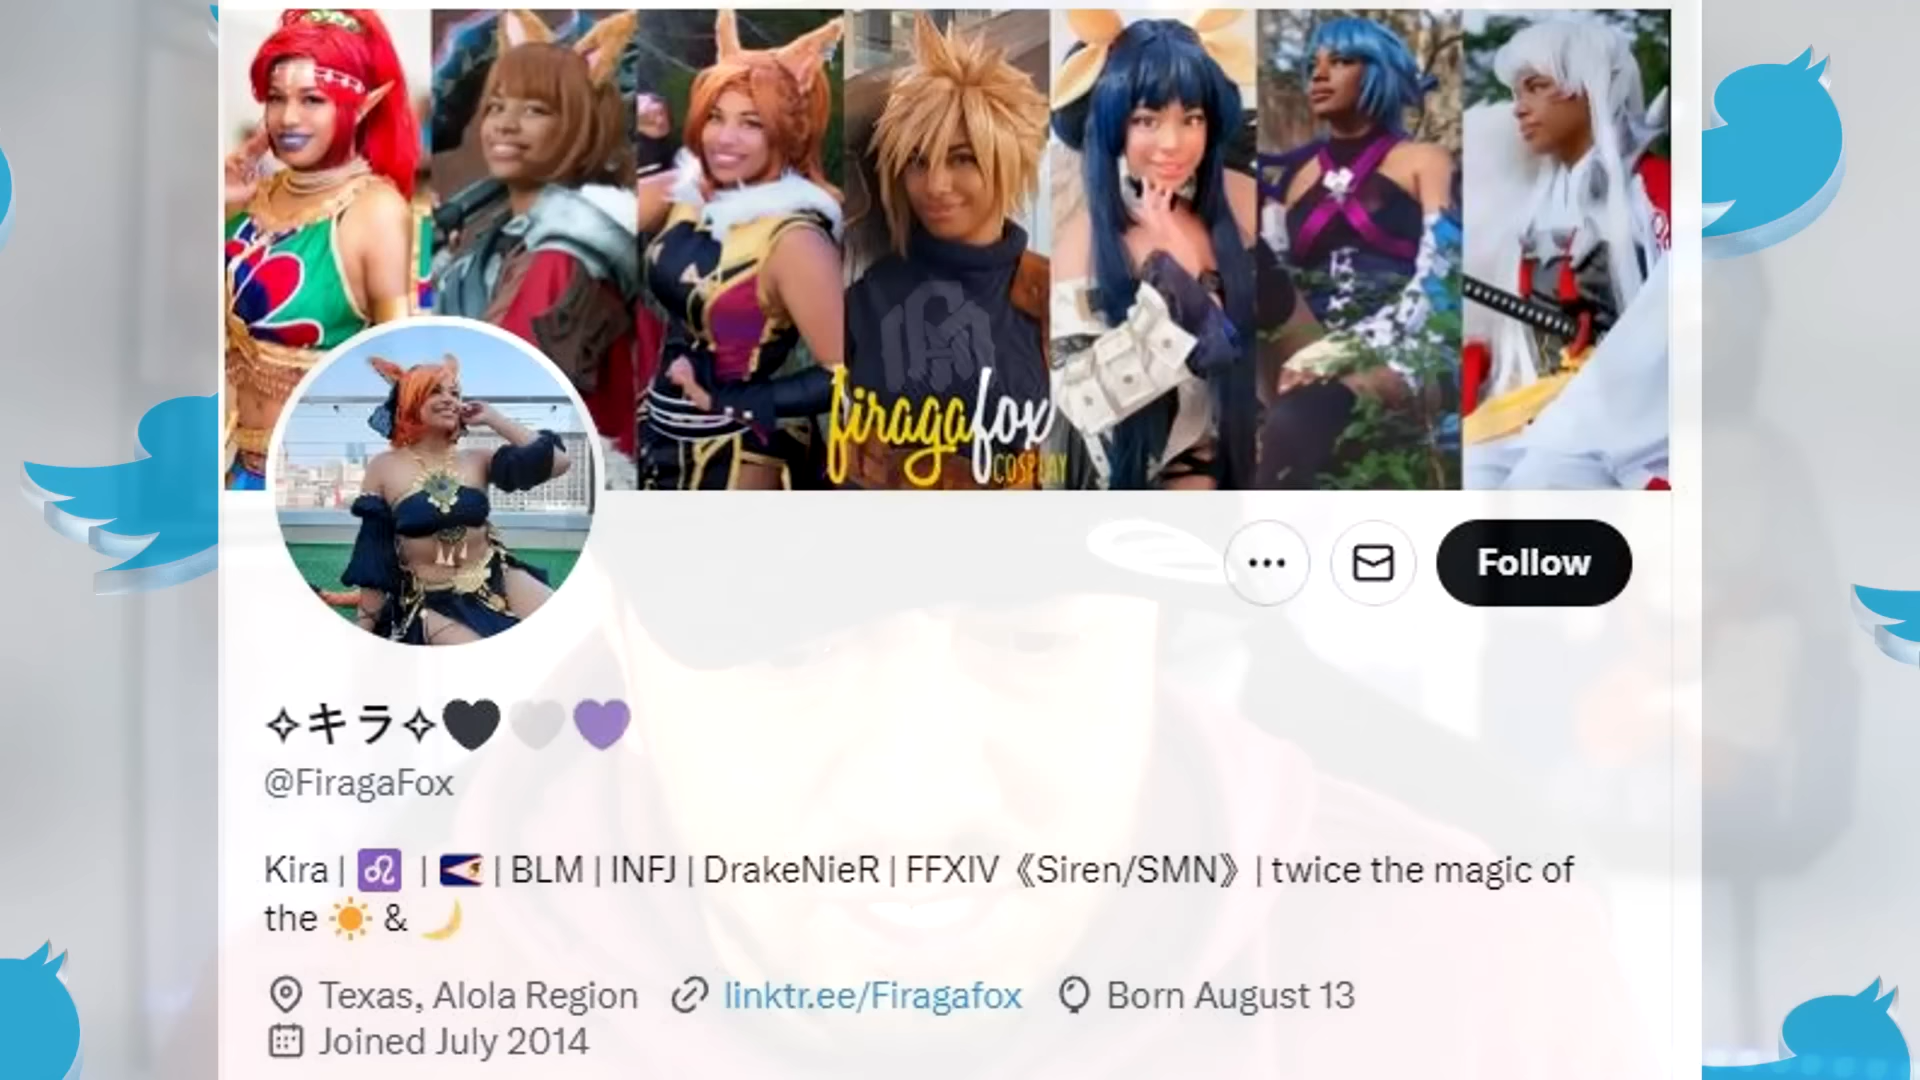 firagafox
COSPLAY
Follow
✧キラ✧🖤🤍💜
@FiragaFox
Kira | ♌ | 🇦🇸 | BLM | INFJ | DrakeNieR | FFXIV 《Siren/SMN》 | twice the magic of
the ☀️ & 🌙
Texas, Alola Region linktr.ee/Firagafox Born August 13
Joined July 2014